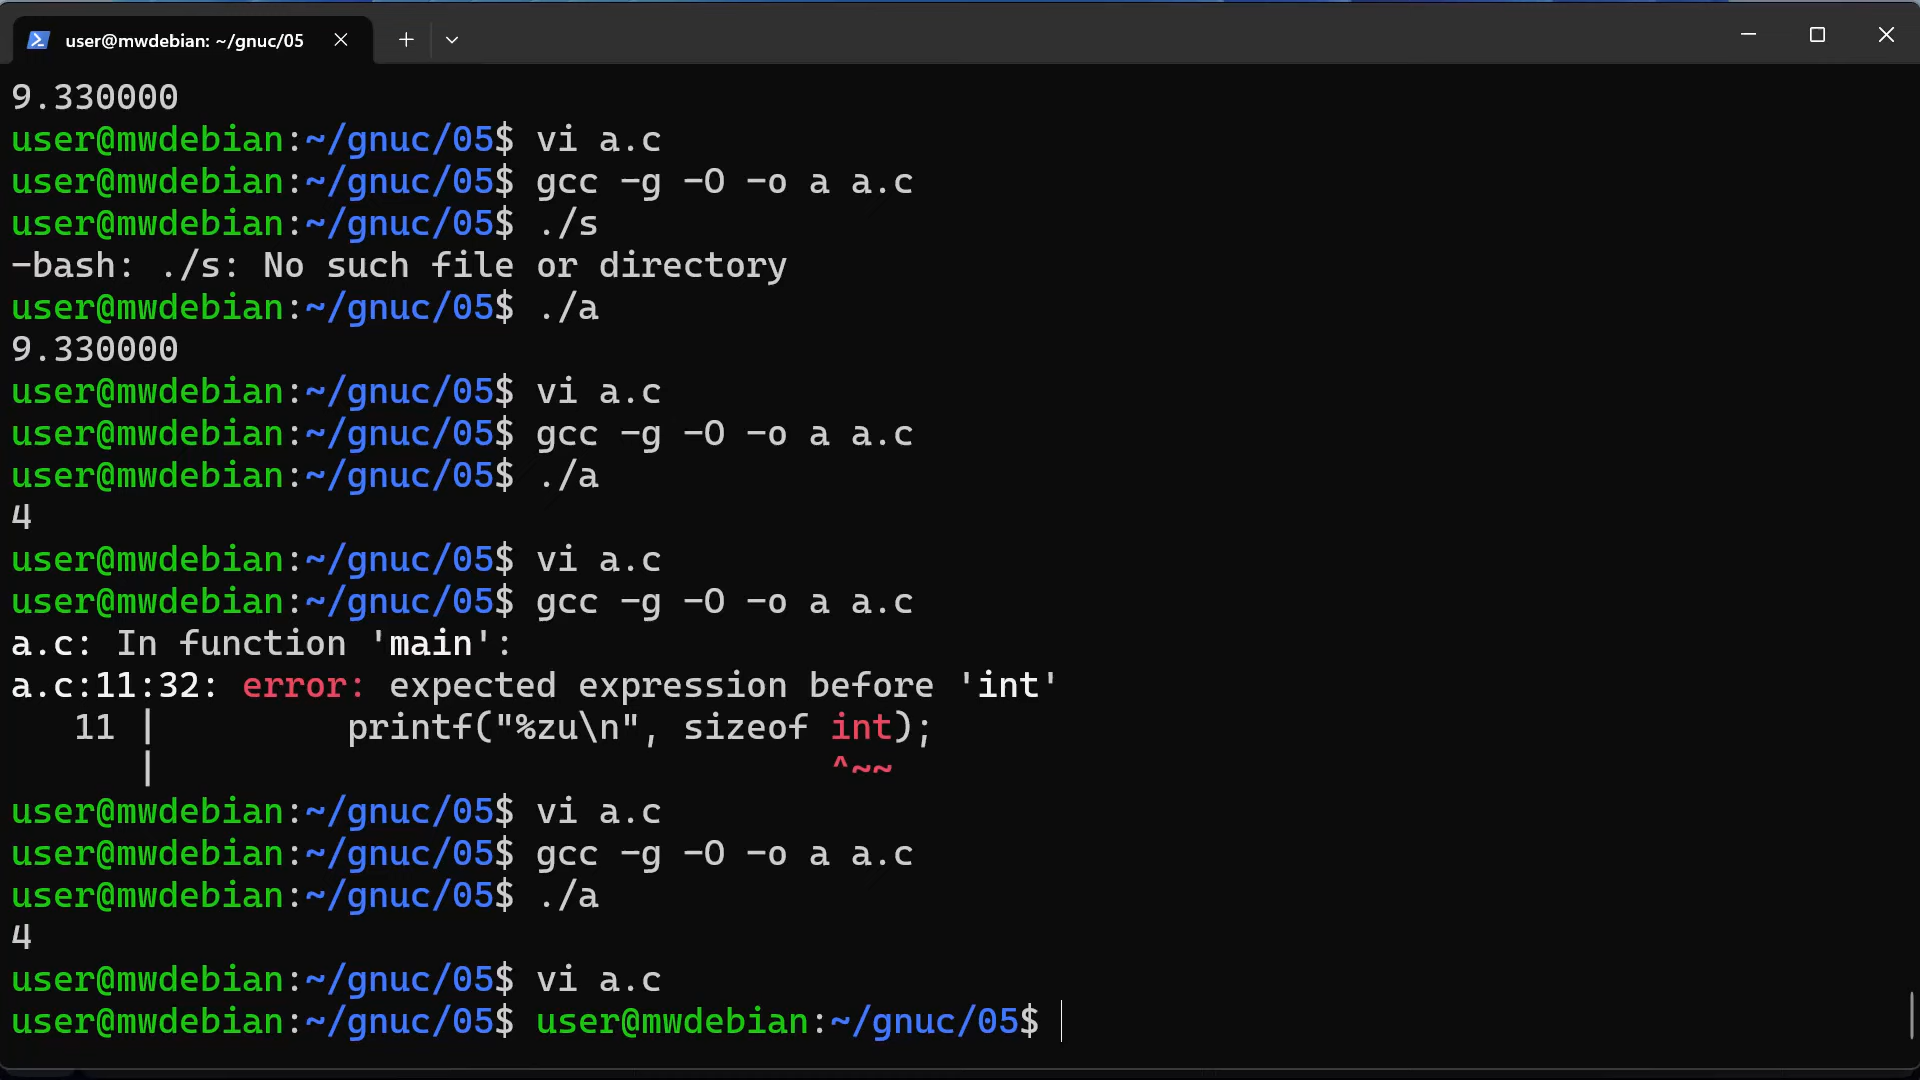 user@mwdebian: ~/gnuc/05
9.330000
user@mwdebian:~/gnuc/05$ vi a.c
user@mwdebian:~/gnuc/05$ gcc -g -O -o a a.c
user@mwdebian:~/gnuc/05$ ./s
-bash: ./s: No such file or directory
user@mwdebian:~/gnuc/05$ ./a
9.330000
user@mwdebian:~/gnuc/05$ vi a.c
user@mwdebian:~/gnuc/05$ gcc -g -O -o a a.c
user@mwdebian:~/gnuc/05$ ./a
4
user@mwdebian:~/gnuc/05$ vi a.c
user@mwdebian:~/gnuc/05$ gcc -g -O -o a a.c
a.c: In function 'main':
a.c:11:32: error: expected expression before 'int'
   11 |         printf("%zu\n", sizeof int);
      |                                ^~~
user@mwdebian:~/gnuc/05$ vi a.c
user@mwdebian:~/gnuc/05$ gcc -g -O -o a a.c
user@mwdebian:~/gnuc/05$ ./a
4
user@mwdebian:~/gnuc/05$ vi a.c
user@mwdebian:~/gnuc/05$ user@mwdebian:~/gnuc/05$